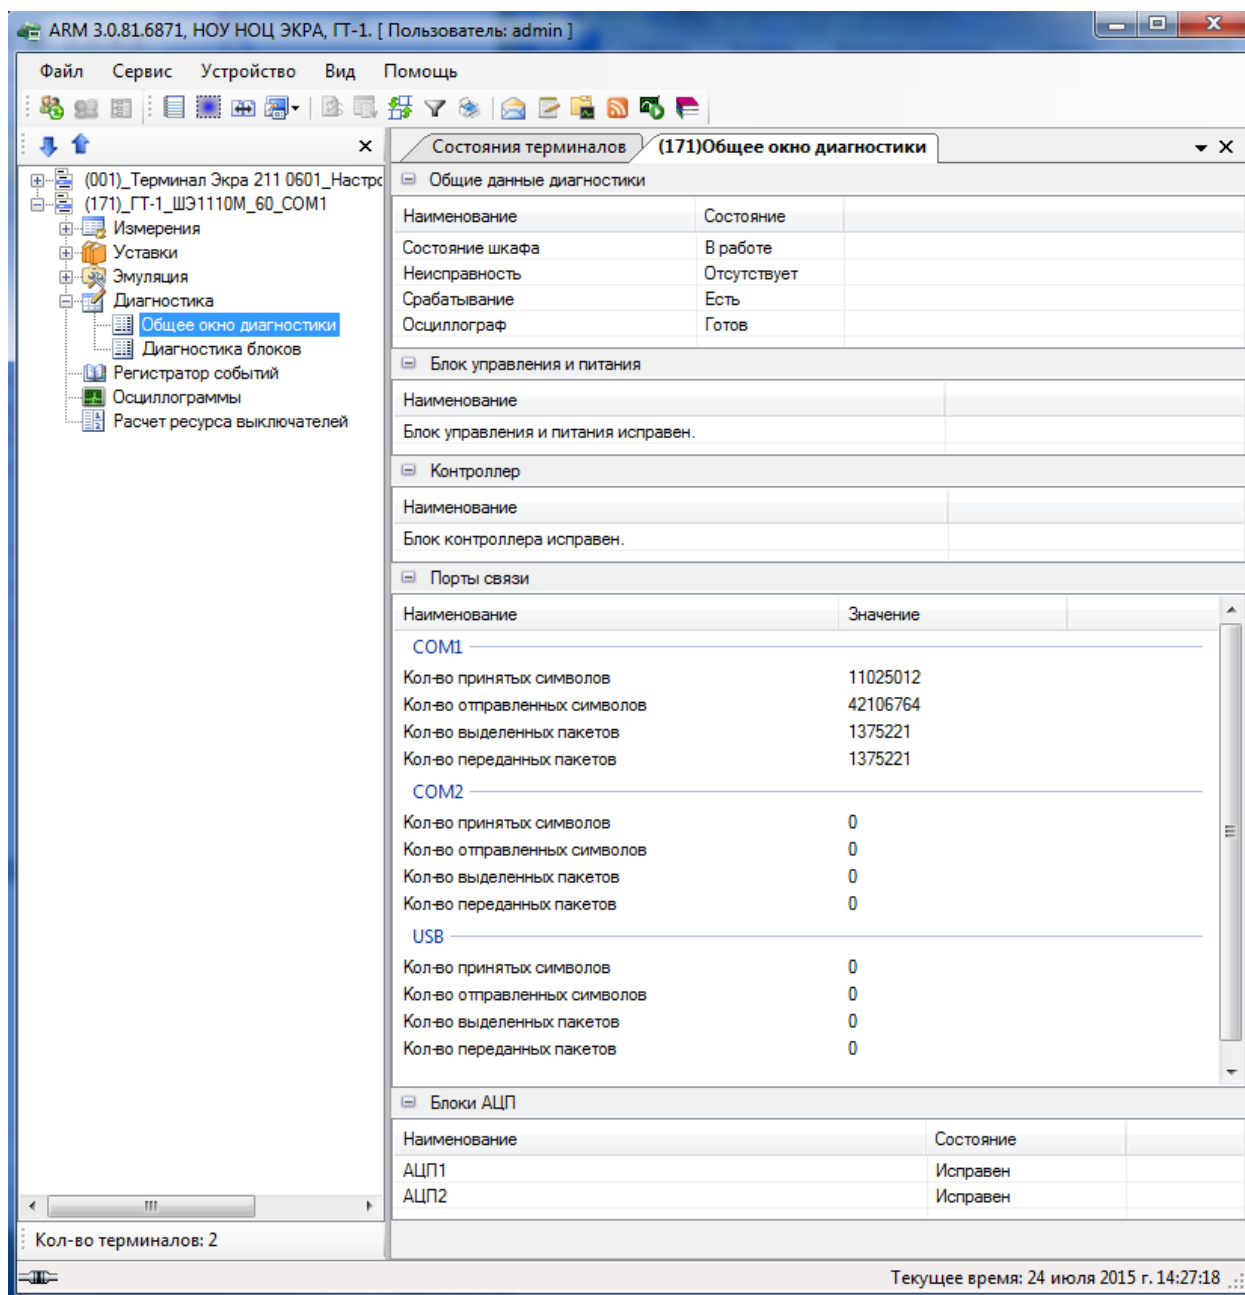 ARM 3.0.81.6871, НОУ НОЦ ЭКРА, ГТ-1. [ Пользователь: admin ]
Файл Сервис Устройство Вид Помощь
Состояния терминалов (171)Общее окно диагностики
(001)_Терминал Экра 211 0601_Настро
(171)_ГТ-1_ШЭ1110М_60_COM1
Измерения
Уставки
Эмуляция
Диагностика
Общее окно диагностики
Диагностика блоков
Регистратор событий
Осциллограммы
Расчет ресурса выключателей
Кол-во терминалов: 2
Общие данные диагностики
Наименование Состояние
Состояние шкафа В работе
Неисправность Отсутствует
Срабатывание Есть
Осциллограф Готов
Блок управления и питания
Наименование
Блок управления и питания исправен.
Контроллер
Наименование
Блок контроллера исправен.
Порты связи
Наименование Значение
COM1
Кол-во принятых символов 11025012
Кол-во отправленных символов 42106764
Кол-во выделенных пакетов 1375221
Кол-во переданных пакетов 1375221
COM2
Кол-во принятых символов 0
Кол-во отправленных символов 0
Кол-во выделенных пакетов 0
Кол-во переданных пакетов 0
USB
Кол-во принятых символов 0
Кол-во отправленных символов 0
Кол-во выделенных пакетов 0
Кол-во переданных пакетов 0
Блоки АЦП
Наименование Состояние
АЦП1 Исправен
АЦП2 Исправен
Текущее время: 24 июля 2015 г. 14:27:18